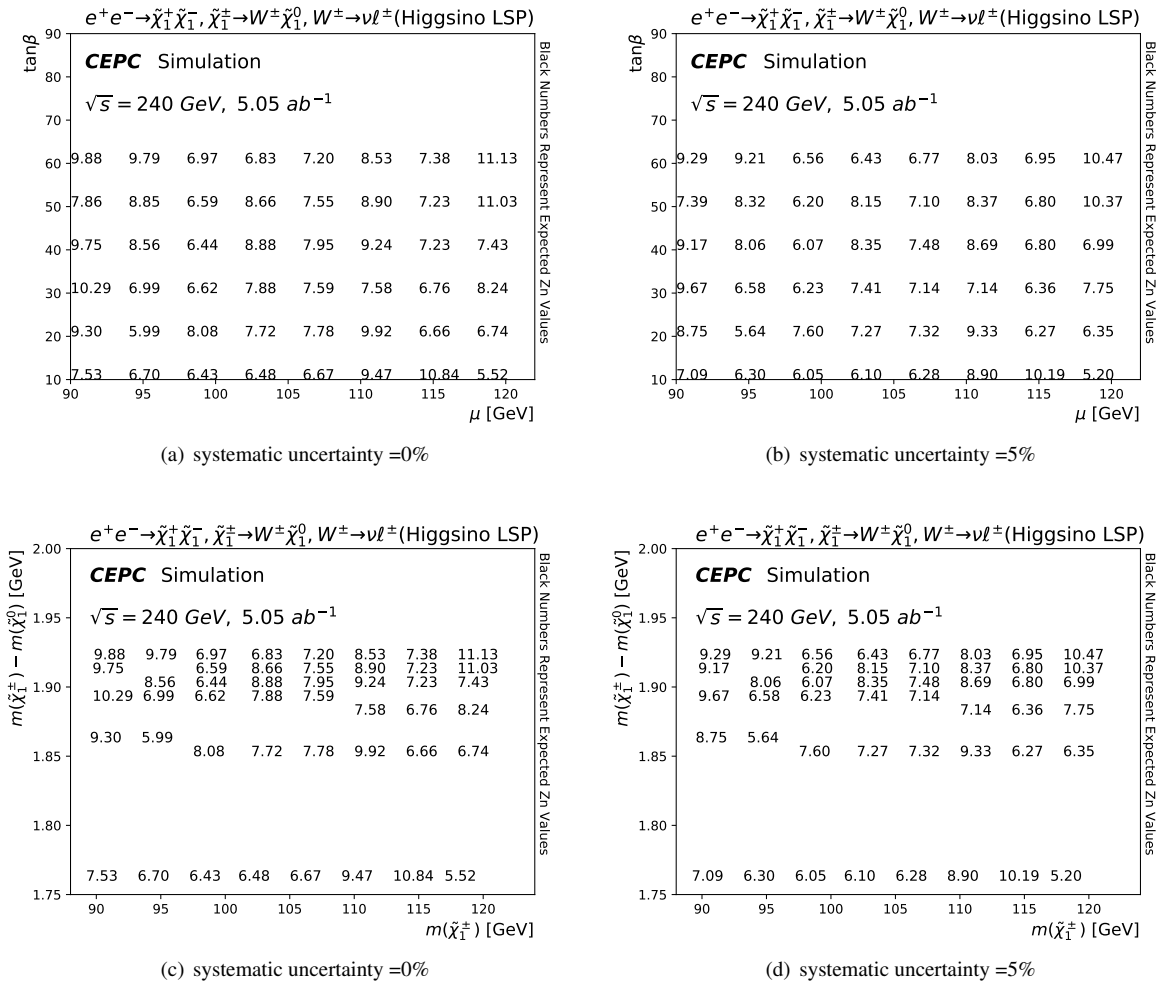 e⁺e⁻→χ̃₁⁺χ̃₁⁻, χ̃₁^±→W^±χ̃₁⁰, W^±→νℓ^±(Higgsino LSP)
tanβ
CEPC Simulation
√s = 240 GeV, 5.05 ab⁻¹
90
80
70
60 9.88 9.79 6.97 6.83 7.20 8.53 7.38 11.13
50 7.86 8.85 6.59 8.66 7.55 8.90 7.23 11.03
40 9.75 8.56 6.44 8.88 7.95 9.24 7.23 7.43
30 10.29 6.99 6.62 7.88 7.59 7.58 6.76 8.24
20 9.30 5.99 8.08 7.72 7.78 9.92 6.66 6.74
10 7.53 6.70 6.43 6.48 6.67 9.47 10.84 5.52
90 95 100 105 110 115 120
μ [GeV]
Black Numbers Represent Expected Zn Values
(a) systematic uncertainty =0%
e⁺e⁻→χ̃₁⁺χ̃₁⁻, χ̃₁^±→W^±χ̃₁⁰, W^±→νℓ^±(Higgsino LSP)
tanβ
CEPC Simulation
√s = 240 GeV, 5.05 ab⁻¹
90
80
70
60 9.29 9.21 6.56 6.43 6.77 8.03 6.95 10.47
50 7.39 8.32 6.20 8.15 7.10 8.37 6.80 10.37
40 9.17 8.06 6.07 8.35 7.48 8.69 6.80 6.99
30 9.67 6.58 6.23 7.41 7.14 7.14 6.36 7.75
20 8.75 5.64 7.60 7.27 7.32 9.33 6.27 6.35
10 7.09 6.30 6.05 6.10 6.28 8.90 10.19 5.20
90 95 100 105 110 115 120
μ [GeV]
Black Numbers Represent Expected Zn Values
(b) systematic uncertainty =5%
e⁺e⁻→χ̃₁⁺χ̃₁⁻, χ̃₁^±→W^±χ̃₁⁰, W^±→νℓ^±(Higgsino LSP)
m(χ̃₁^±) − m(χ̃₁⁰) [GeV]
CEPC Simulation
√s = 240 GeV, 5.05 ab⁻¹
2.00
1.95
9.88 9.79 6.97 6.83 7.20 8.53 7.38 11.13
9.75 6.59 8.66 7.55 8.90 7.23 11.03
1.90 8.56 6.44 8.88 7.95 9.24 7.23 7.43
10.29 6.99 6.62 7.88 7.59
7.58 6.76 8.24
9.30 5.99
1.85 8.08 7.72 7.78 9.92 6.66 6.74
1.80
7.53 6.70 6.43 6.48 6.67 9.47 10.84 5.52
1.75
90 95 100 105 110 115 120
m(χ̃₁^±) [GeV]
Black Numbers Represent Expected Zn Values
(c) systematic uncertainty =0%
e⁺e⁻→χ̃₁⁺χ̃₁⁻, χ̃₁^±→W^±χ̃₁⁰, W^±→νℓ^±(Higgsino LSP)
m(χ̃₁^±) − m(χ̃₁⁰) [GeV]
CEPC Simulation
√s = 240 GeV, 5.05 ab⁻¹
2.00
1.95
9.29 9.21 6.56 6.43 6.77 8.03 6.95 10.47
9.17 6.20 8.15 7.10 8.37 6.80 10.37
1.90 8.06 6.07 8.35 7.48 8.69 6.80 6.99
9.67 6.58 6.23 7.41 7.14
7.14 6.36 7.75
8.75 5.64
1.85 7.60 7.27 7.32 9.33 6.27 6.35
1.80
7.09 6.30 6.05 6.10 6.28 8.90 10.19 5.20
1.75
90 95 100 105 110 115 120
m(χ̃₁^±) [GeV]
Black Numbers Represent Expected Zn Values
(d) systematic uncertainty =5%